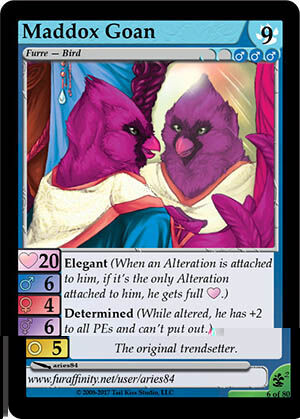 Maddox Goan
9
Furre — Bird
20
Elegant (When an Alteration is attached
6
to him, if it's the only Alteration
attached to him, he gets full .)
4
Determined (While altered, he has +2
6
to all PEs and can't put out.)
5
The original trendsetter.
aries84
© 2006-2017 Tail Kiss Studio, LLC
2
www.furaffinity.net/user/aries84
6 of 80